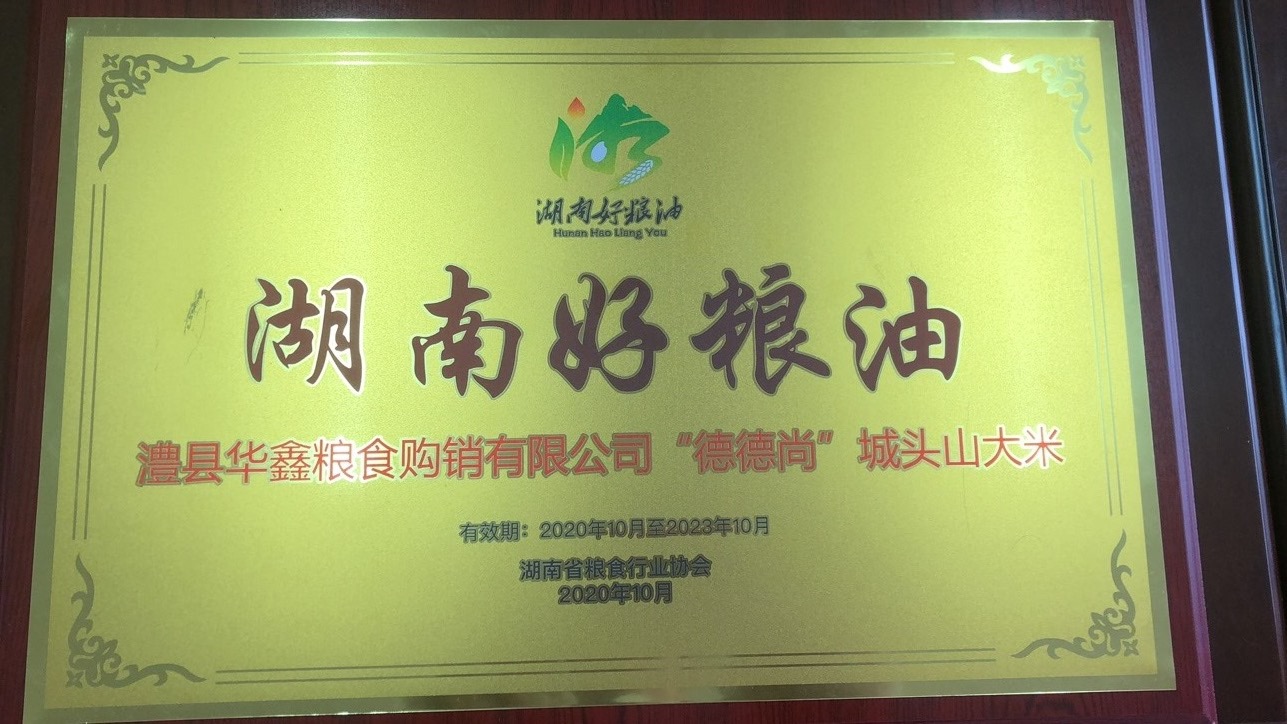 湖南好粮油
Hunan Hao Liang You
湖南好粮油
澧县华鑫粮食购销有限公司“德德尚”城头山大米
有效期：2020年10月至2023年10月
湖南省粮食行业协会
2020年10月